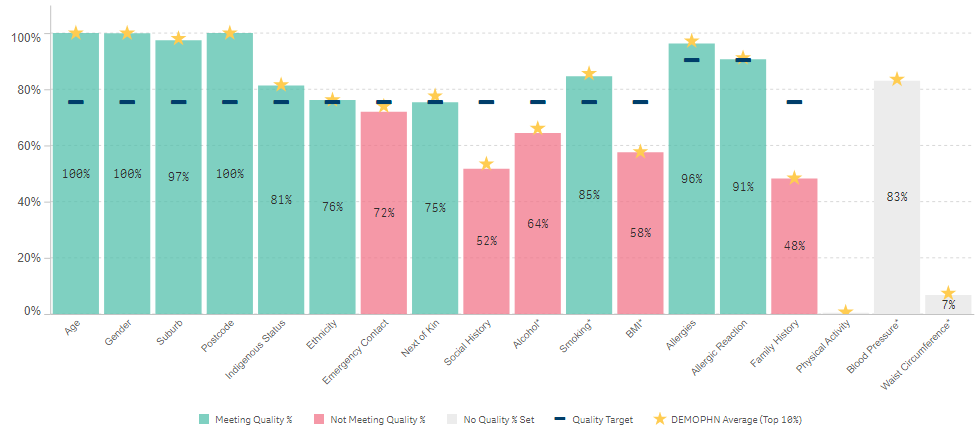 100%
80%
60%
40%
20%
0%
100%
100%
97%
100%
81%
76%
72%
75%
52%
64%
85%
58%
96%
91%
48%
83%
7%
Age
Gender
Suburb
Postcode
Indigenous Status
Ethnicity
Emergency Contact
Next of Kin
Social History
Alcohol*
Smoking*
BMI*
Allergies
Allergic Reaction
Family History
Physical Activity
Blood Pressure*
Waist Circumference*
Meeting Quality % Not Meeting Quality % No Quality % Set Quality Target DEMOPHN Average (Top 10%)